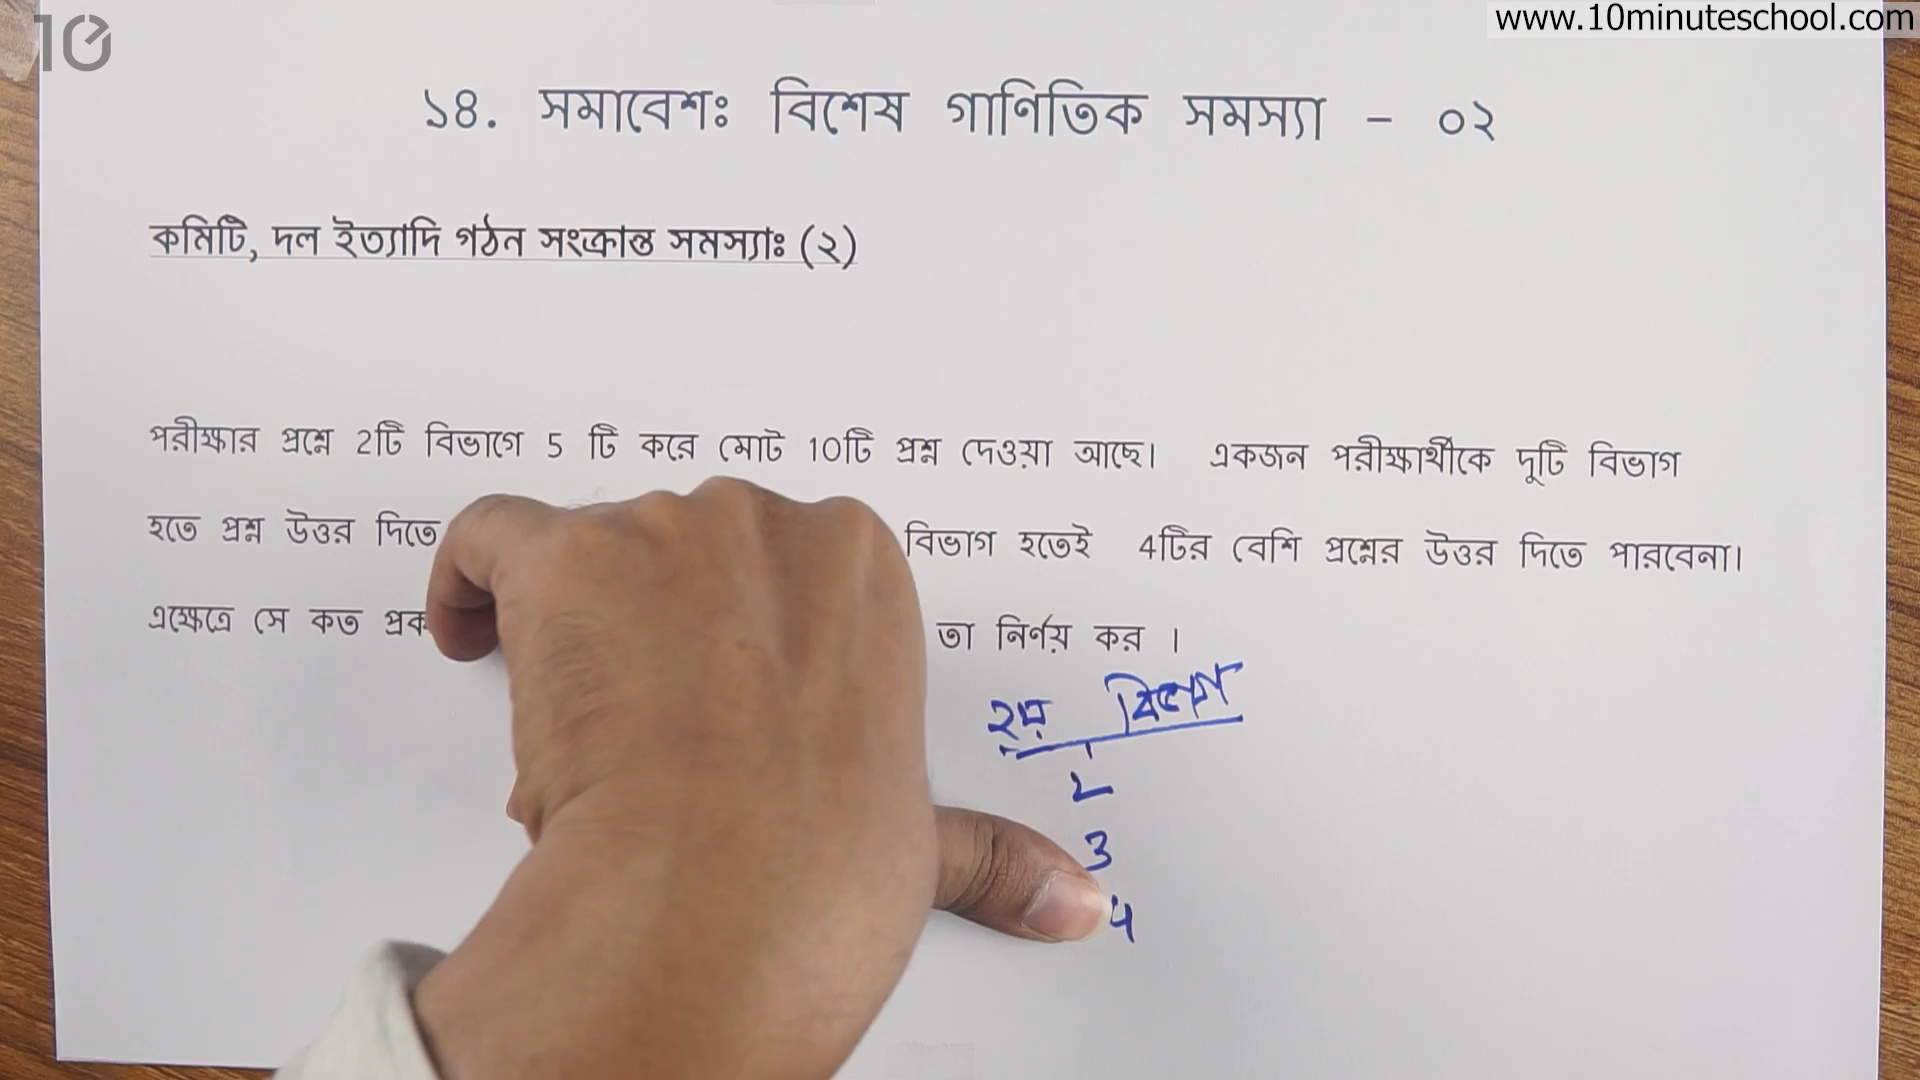 10
www.10minuteschool.com
১৪. সমাবেশঃ বিশেষ গাণিতিক সমস্যা - ০২
কমিটি, দল ইত্যাদি গঠন সংক্রান্ত সমস্যাঃ (২)
পরীক্ষার প্রশ্নে 2টি বিভাগে 5 টি করে মোট 10টি প্রশ্ন দেওয়া আছে। একজন পরীক্ষার্থীকে দুটি বিভাগ
হতে প্রশ্ন উত্তর দিতে বিভাগ হতেই 4টির বেশি প্রশ্নের উত্তর দিতে পারবেনা।
এক্ষেত্রে সে কত তা নির্ণয় কর ।
২য় বিভাগ
2
3
4